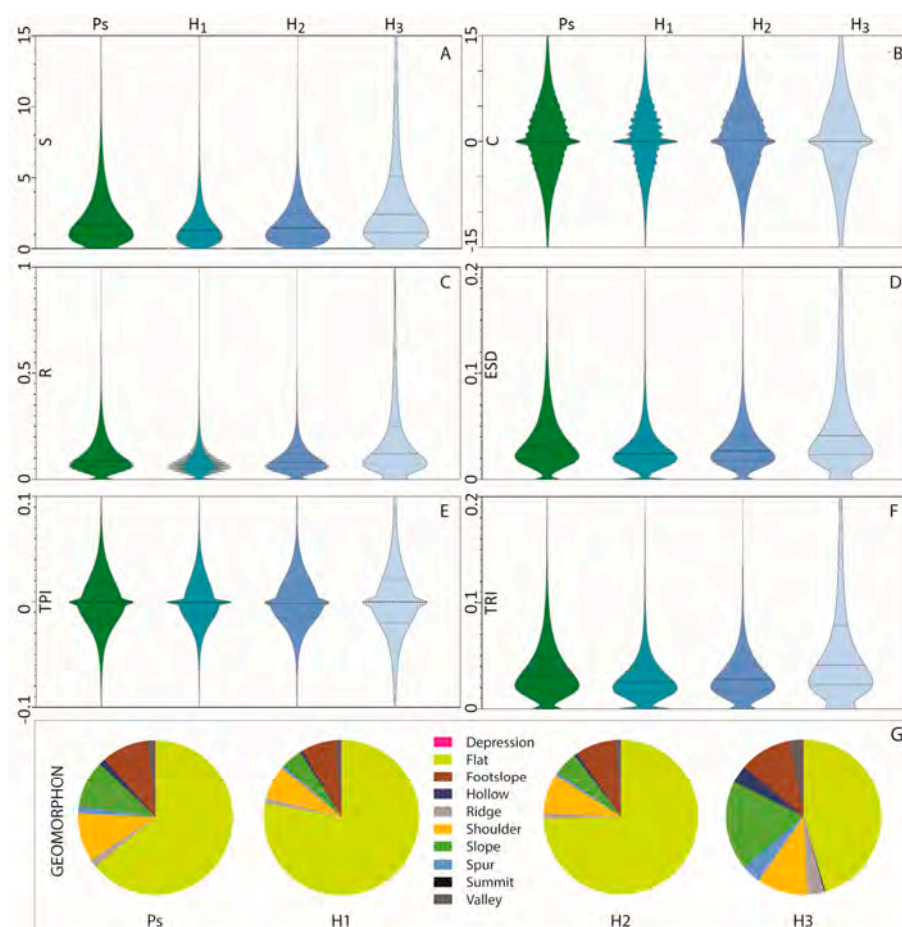 Ps H1 H2 H3 Ps H1 H2 H3
15 A 15 B
10
S C 0
5
0 -15
1 C 0.2 D
0.5 R 0.1 ESD
0 0
0.1 E 0.2 F
0 TPI 0.1 TRI
-0.1 0
GEOMORPHON G
Depression
Flat
Footslope
Hollow
Ridge
Shoulder
Slope
Spur
Summit
Valley
Ps H1 H2 H3